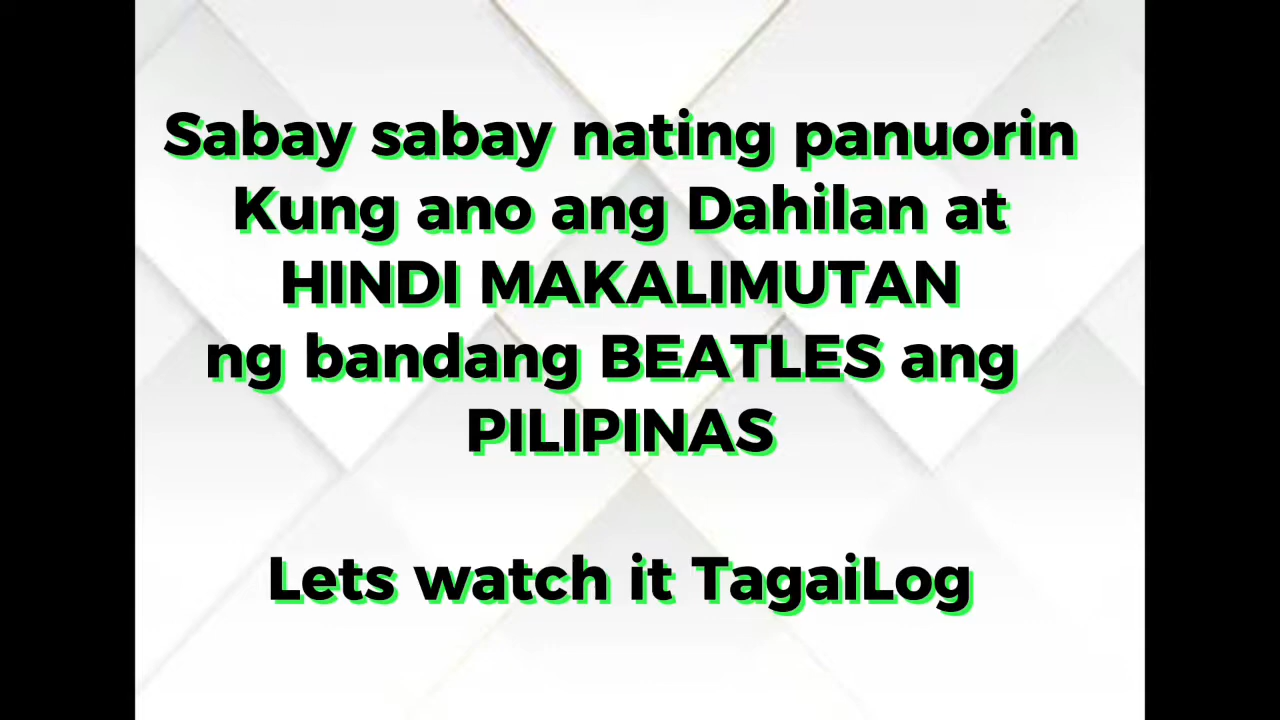 Sabay sabay nating panuorin
Kung ano ang Dahilan at
HINDI MAKALIMUTAN
ng bandang BEATLES ang
PILIPINAS
Lets watch it TagaiLog